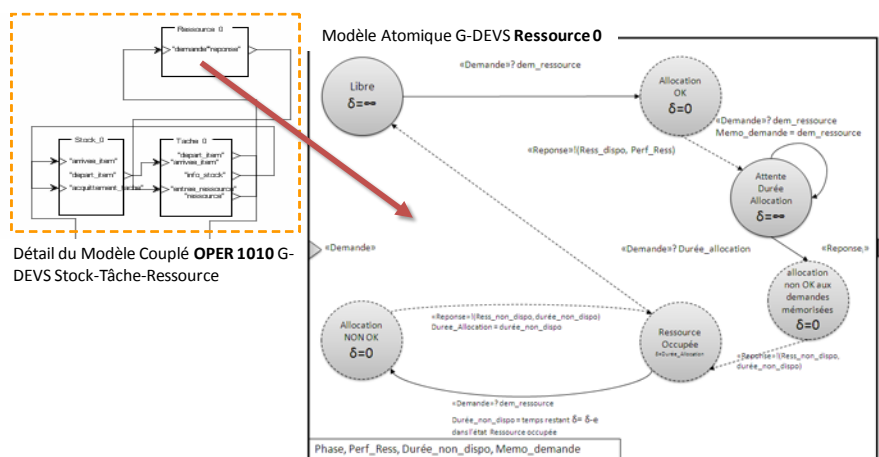 Ressource_0
"demande"
"reponse"
Stock_0
"arrivee_item"
"depart_item"
"acquittement_tache"
Tache_0
"depart_item"
"arriere_item"
"info_stock"
"entree_ressource"
"ressource"
Détail du Modèle Couplé OPER 1010 G-
DEVS Stock-Tâche-Ressource
Modèle Atomique G-DEVS Ressource 0
«Demande»? dem_ressource
Libre
δ=∞
Allocation
OK
δ=0
«Demande»? dem_ressource
Memo_demande = dem_ressource
«Reponse»!(Ress_dispo, Perf_Ress)
Attente
Durée
Allocation
δ=∞
«Demande»
«Demande»? Durée_allocation
«Reponse,»
allocation
non OK aux
demandes
mémorisées
δ=0
«Reponse»!(Ress_non_dispo, durée_non_dispo)
Duree_Allocation = durée_non_dispo
Allocation
NON OK
δ=0
Ressource
Occupée
δ=Durée_Allocation
«Reponse»!(Ress_non_dispo,
durée_non_dispo)
«Demande»? dem_ressource
Durée_non_dispo = temps restant δ= δ-e
dans l'état Ressource occupée
Phase, Perf_Ress, Durée_non_dispo, Memo_demande